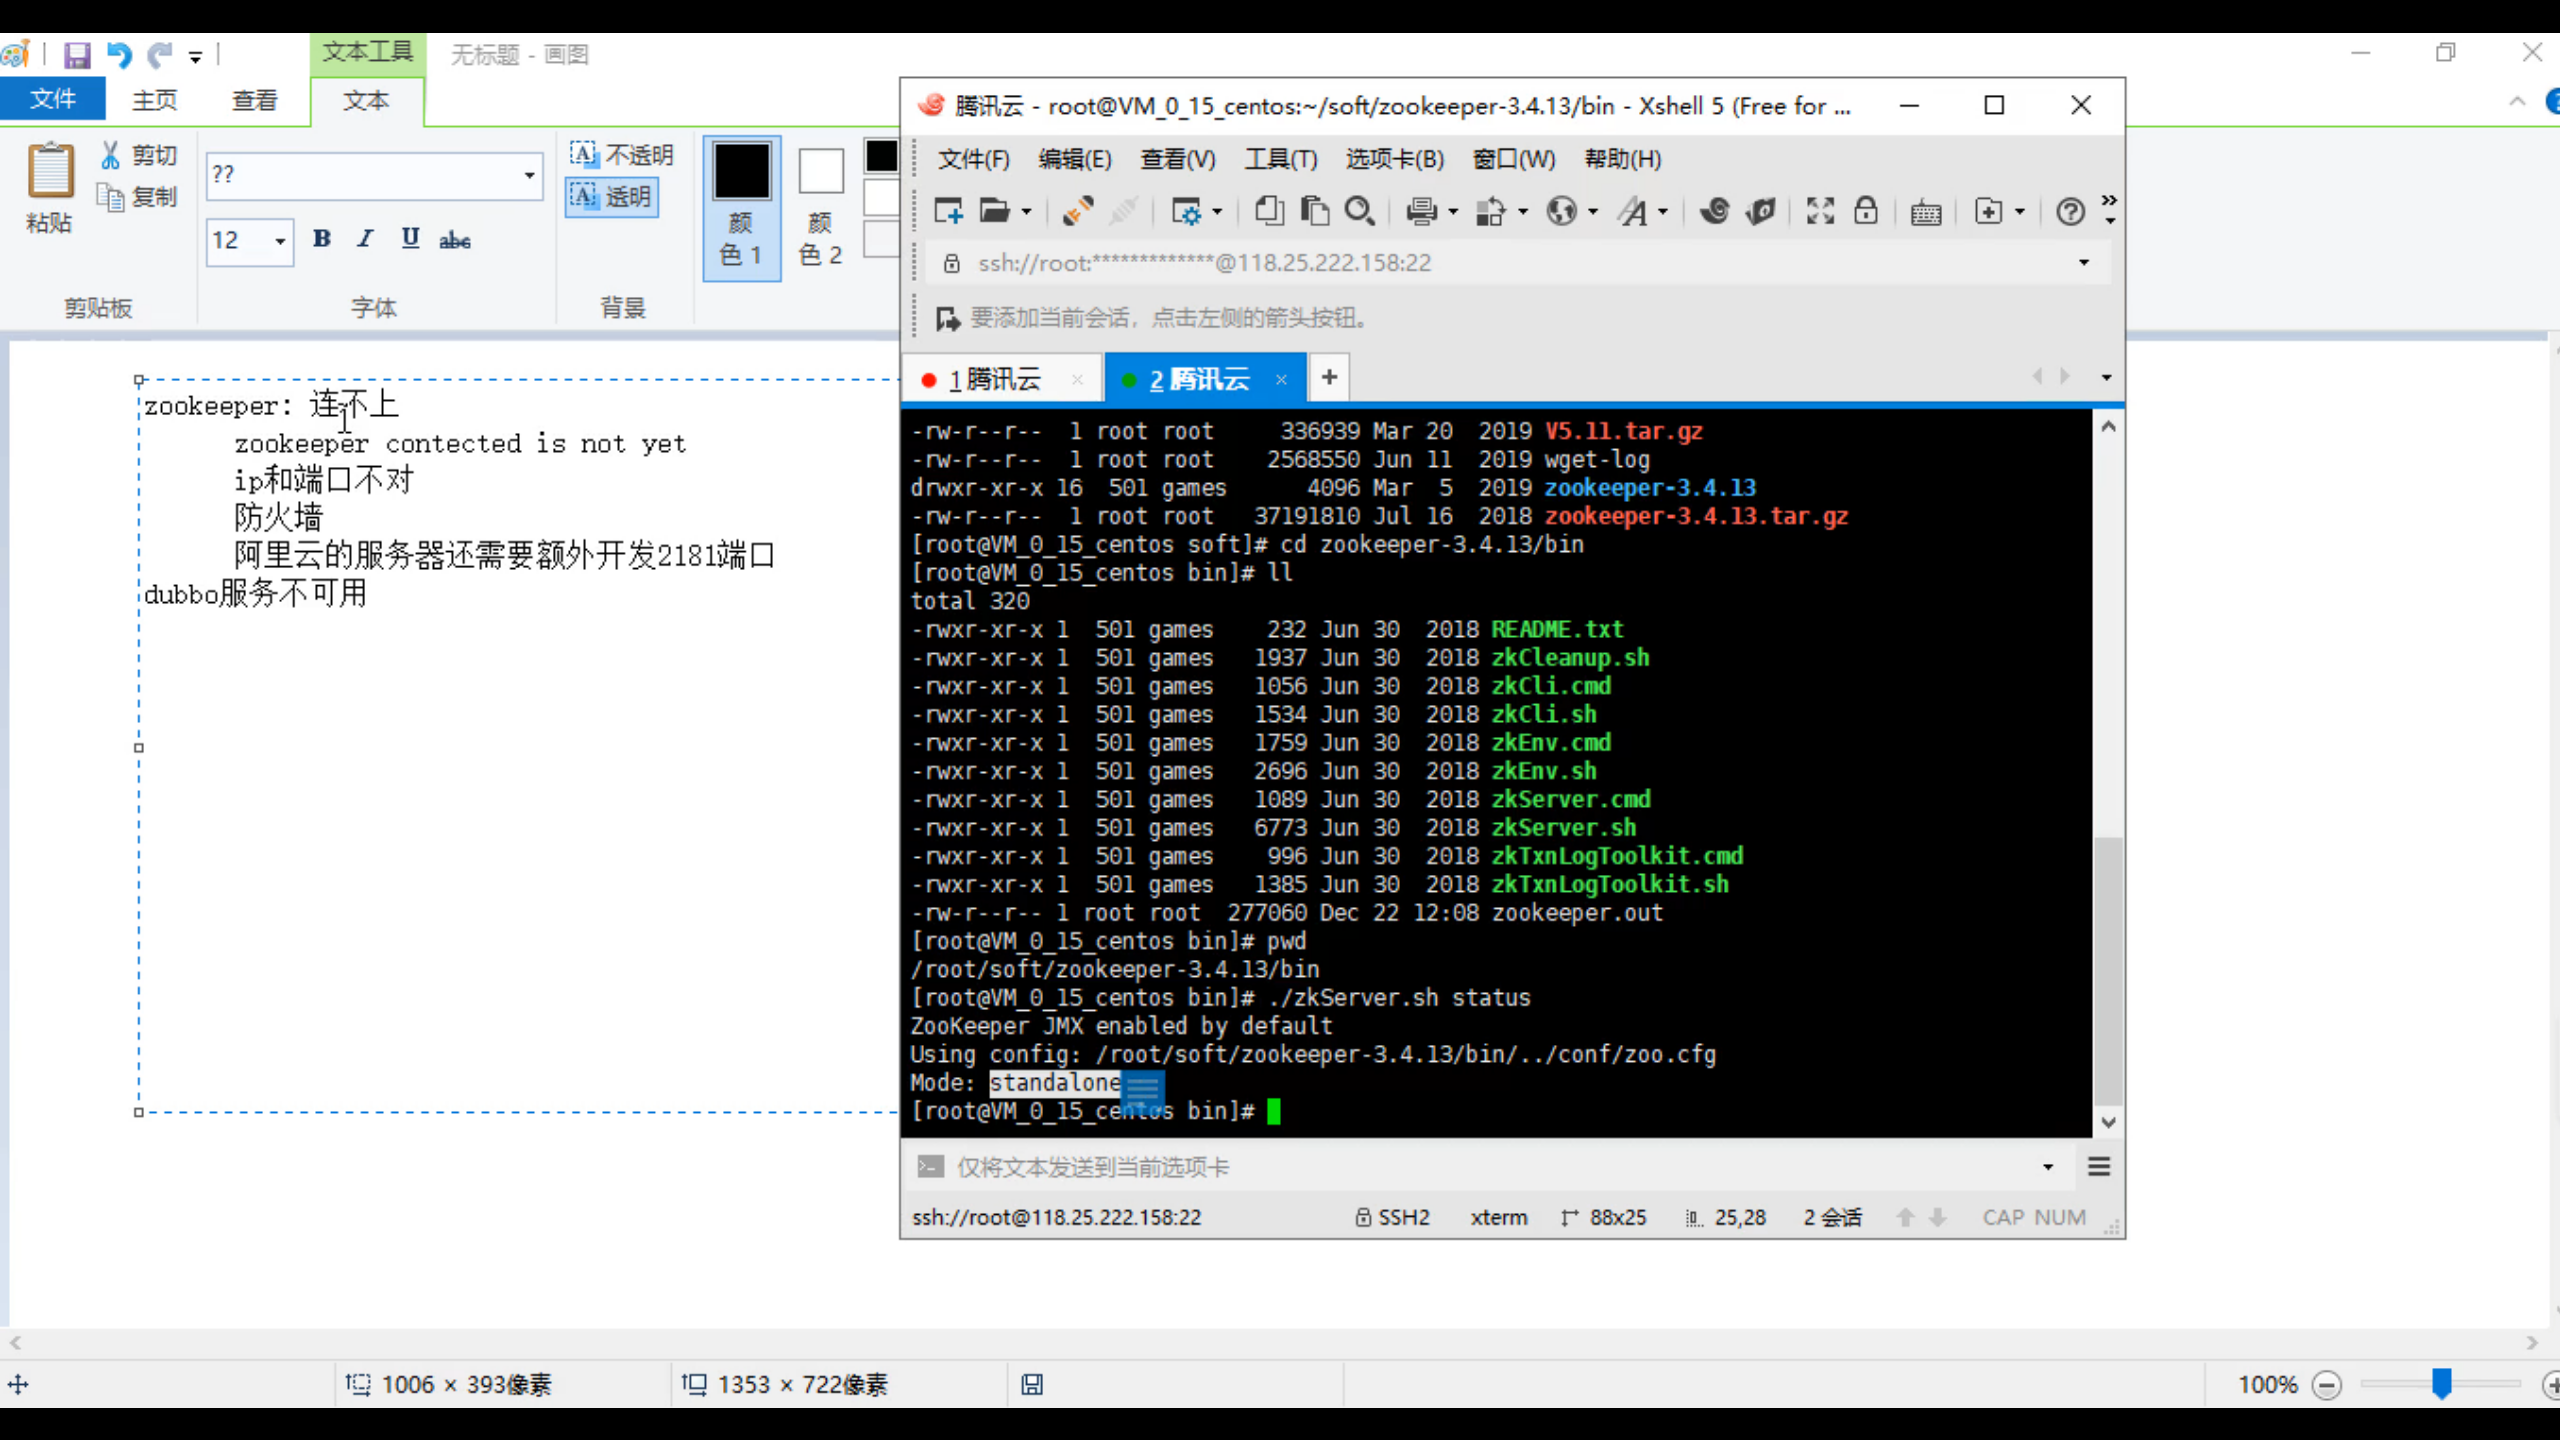 文本工具
无标题 - 画图
文件
主页
查看
文本
粘贴
剪切
复制
剪贴板
??
12
B I U abc
字体
不透明
透明
背景
颜色 1
颜色 2
zookeeper: 连不上
zookeeper contected is not yet
ip和端口不对
防火墙
阿里云的服务器还需要额外开发2181端口
dubbo服务不可用
腾讯云 - root@VM_0_15_centos:~/soft/zookeeper-3.4.13/bin - Xshell 5 (Free for ...
文件(F) 编辑(E) 查看(V) 工具(T) 选项卡(B) 窗口(W) 帮助(H)
ssh://root:*************@118.25.222.158:22
要添加当前会话，点击左侧的箭头按钮。
1 腾讯云
2 腾讯云
-rw-r--r-- 1 root root 336939 Mar 20 2019 V5.11.tar.gz
-rw-r--r-- 1 root root 2568550 Jun 11 2019 wget-log
drwxr-xr-x 16 501 games 4096 Mar 5 2019 zookeeper-3.4.13
-rw-r--r-- 1 root root 37191810 Jul 16 2018 zookeeper-3.4.13.tar.gz
[root@VM_0_15_centos soft]# cd zookeeper-3.4.13/bin
[root@VM_0_15_centos bin]# ll
total 320
-rwxr-xr-x 1 501 games 232 Jun 30 2018 README.txt
-rwxr-xr-x 1 501 games 1937 Jun 30 2018 zkCleanup.sh
-rwxr-xr-x 1 501 games 1056 Jun 30 2018 zkCli.cmd
-rwxr-xr-x 1 501 games 1534 Jun 30 2018 zkCli.sh
-rwxr-xr-x 1 501 games 1759 Jun 30 2018 zkEnv.cmd
-rwxr-xr-x 1 501 games 2696 Jun 30 2018 zkEnv.sh
-rwxr-xr-x 1 501 games 1089 Jun 30 2018 zkServer.cmd
-rwxr-xr-x 1 501 games 6773 Jun 30 2018 zkServer.sh
-rwxr-xr-x 1 501 games 996 Jun 30 2018 zkTxnLogToolkit.cmd
-rwxr-xr-x 1 501 games 1385 Jun 30 2018 zkTxnLogToolkit.sh
-rw-r--r-- 1 root root 277060 Dec 22 12:08 zookeeper.out
[root@VM_0_15_centos bin]# pwd
/root/soft/zookeeper-3.4.13/bin
[root@VM_0_15_centos bin]# ./zkServer.sh status
ZooKeeper JMX enabled by default
Using config: /root/soft/zookeeper-3.4.13/bin/../conf/zoo.cfg
Mode: standalone
[root@VM_0_15_centos bin]#
仅将文本发送到当前选项卡
ssh://root@118.25.222.158:22 SSH2 xterm 88x25 25,28 2 会话 CAP NUM
1006 × 393像素
1353 × 722像素
100%